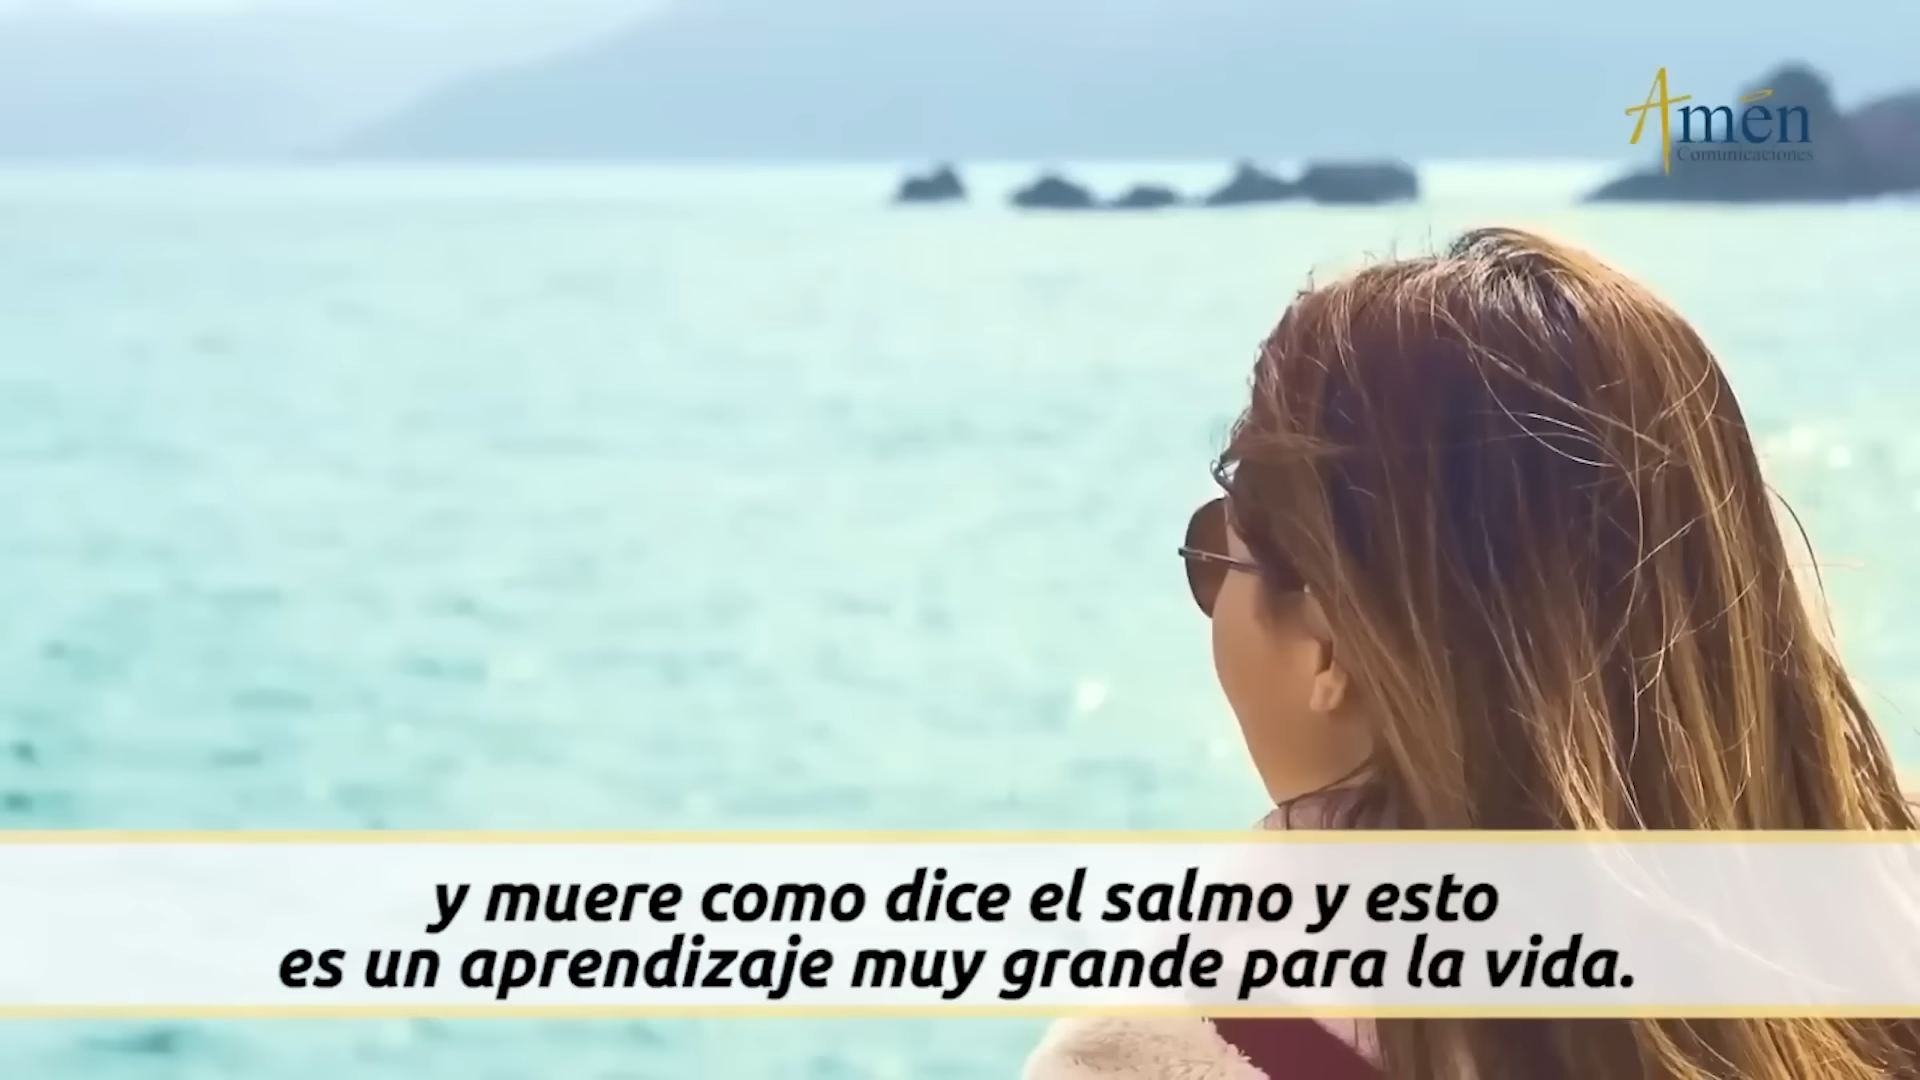 Amén
Comunicaciones
y muere como dice el salmo y esto
es un aprendizaje muy grande para la vida.